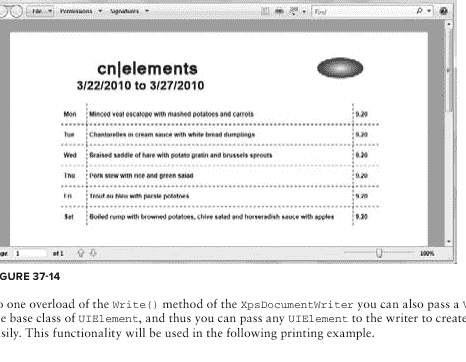 File Permissions Signatures Find
cn|elements
3/22/2010 to 3/27/2010
Mon Minced veal escalope with mashed potatoes and carrots 9.20
Tue Chanterelles in cream sauce with white bread dumplings
Wed Braised saddle of hare with potato gratin and brussels sprouts 9.20
Thu Pork stew with rice and green salad 9.20
Fri Trout au bleu with parsle potatoes 9.20
Sat Boiled rump with browned potatoes, chive salad and horseradish sauce with apples 9.20
ge 1 of 1 100%
GURE 37-14
o one overload of the Write() method of the XpsDocumentWriter you can also pass a V
e base class of UIElement, and thus you can pass any UIElement to the writer to create
sily. This functionality will be used in the following printing example.